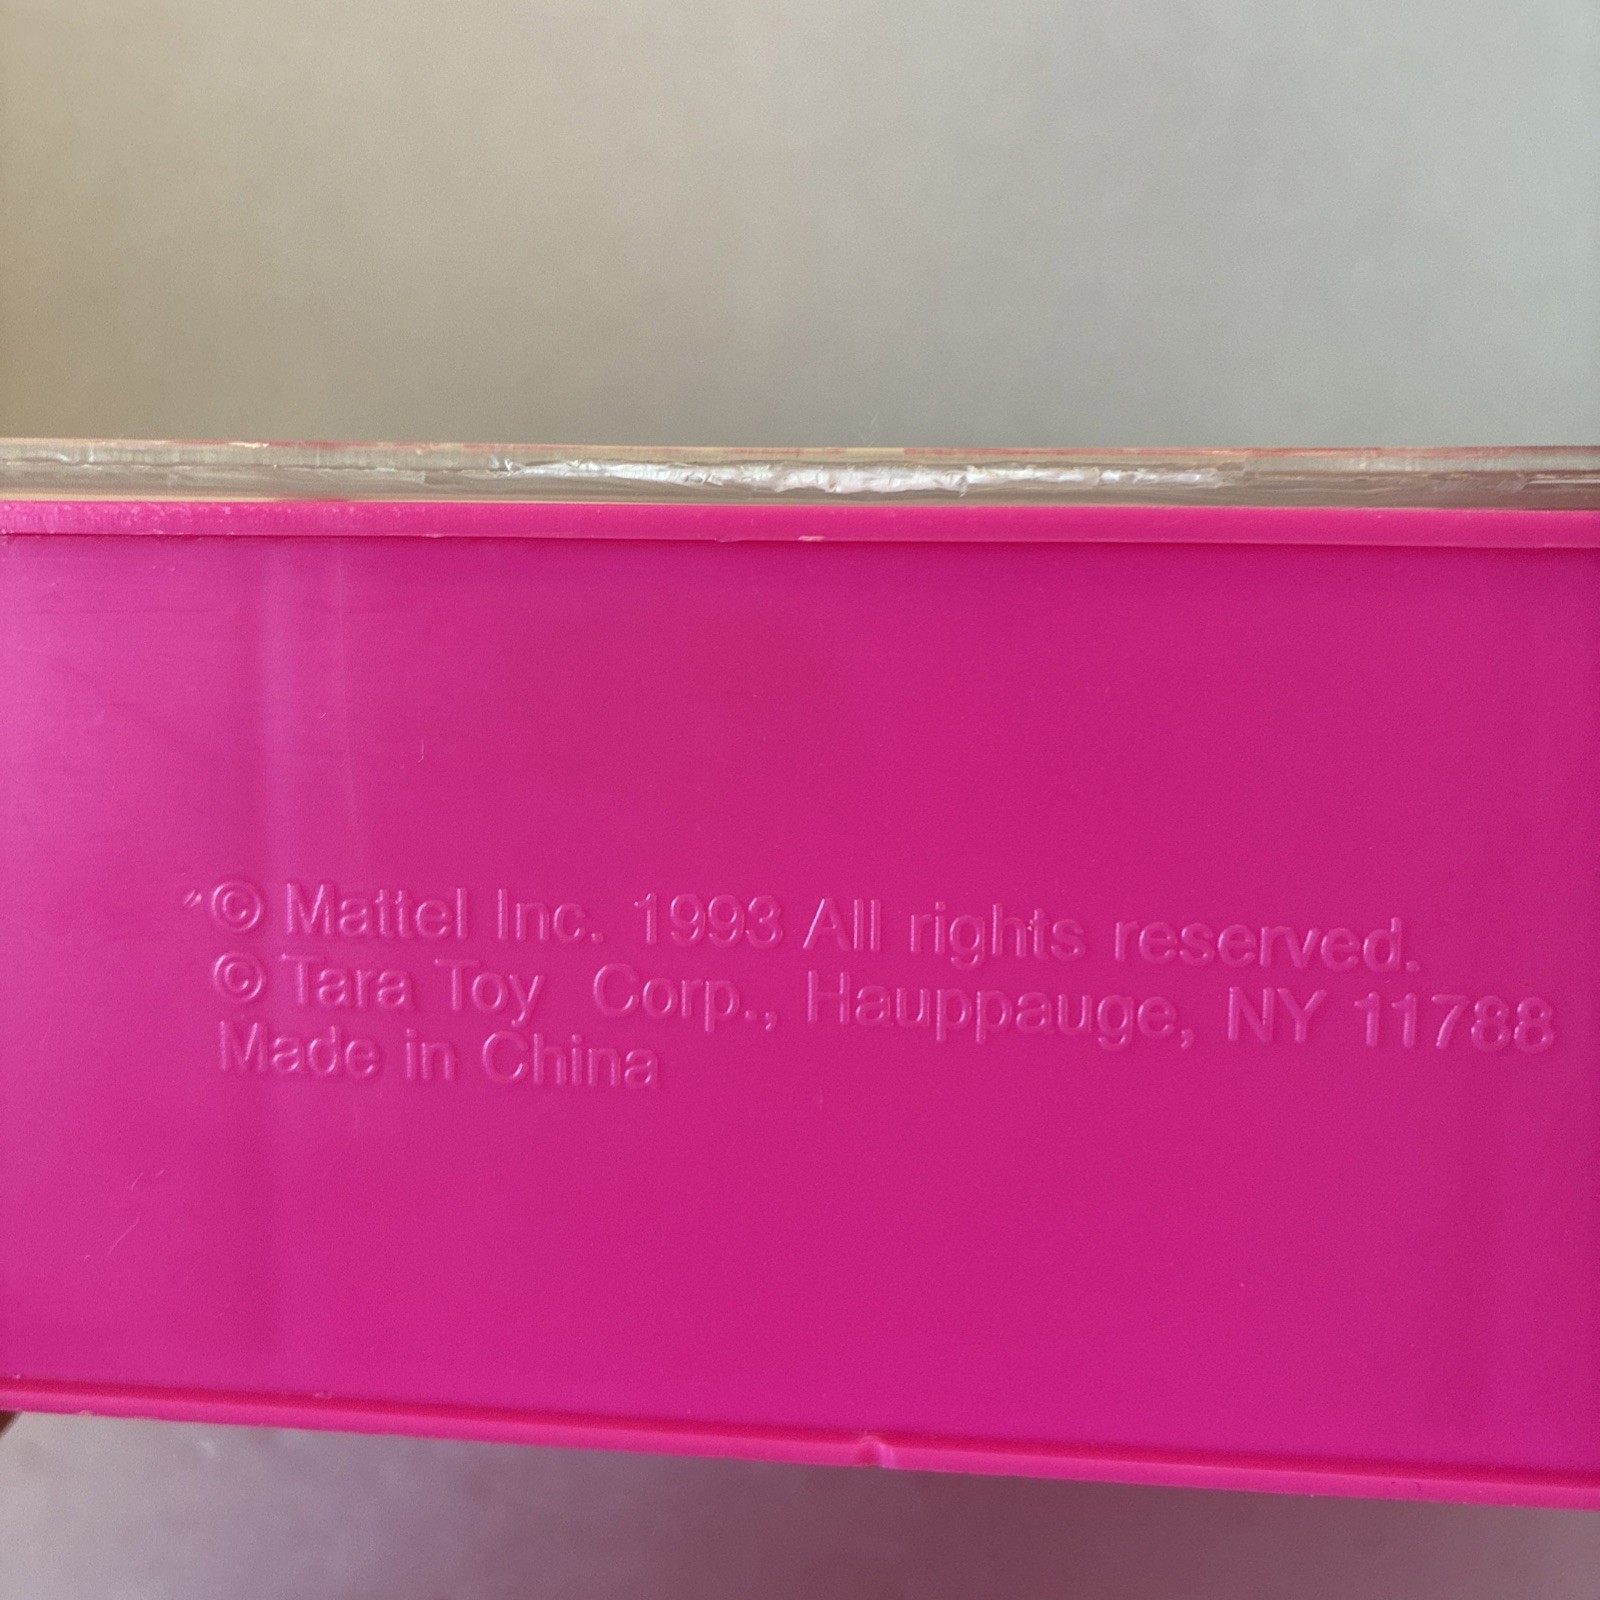 © Mattel Inc. 1993 All rights reserved.
© Tara Toy Corp., Hauppauge, NY 11788
Made in China